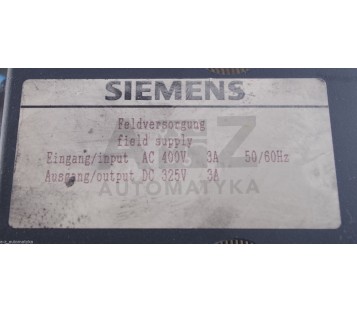 SIEMENS
Feldversorgung
field supply
Eingang/input AC 400V 3A 50/60Hz
Ausgang/output DC 325V 3A
AUTOMATYKA